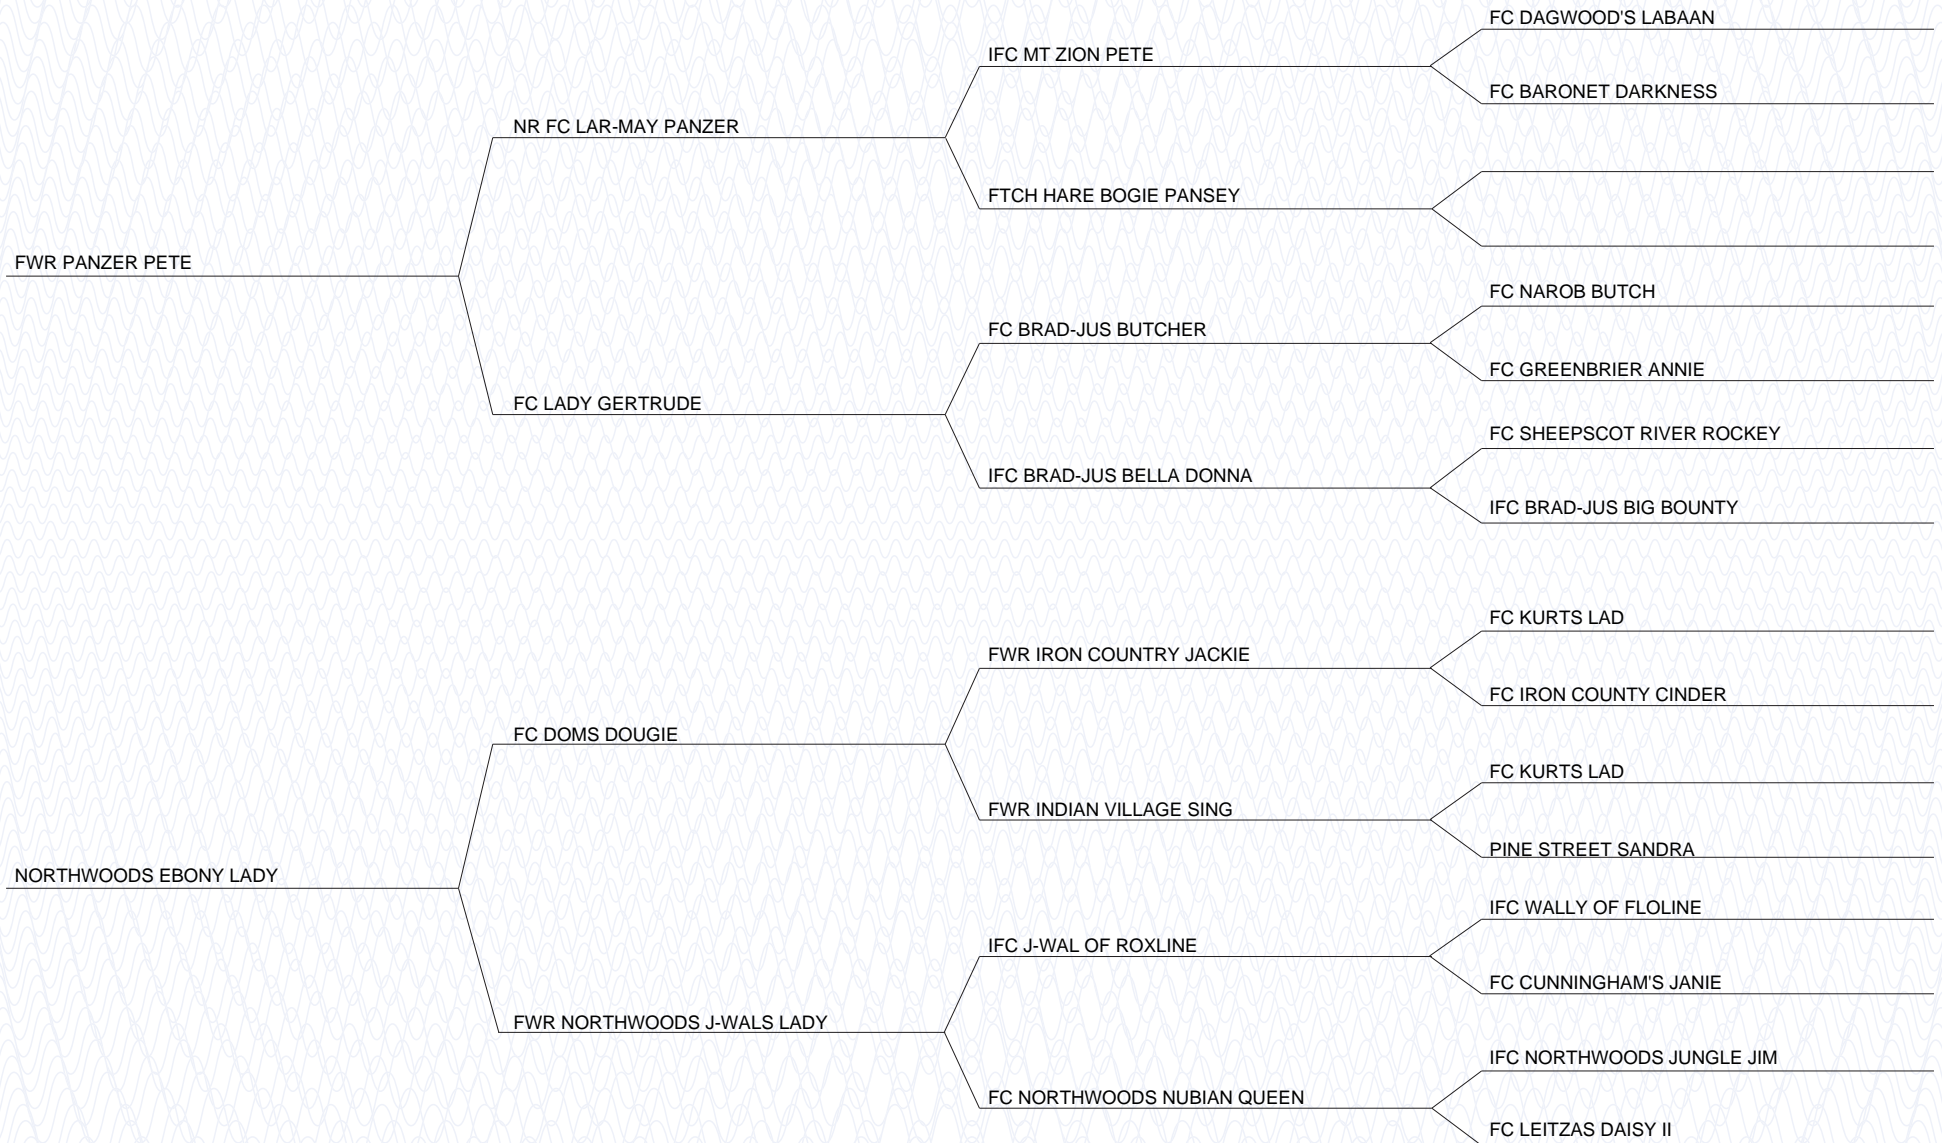 FC DAGWOOD'S LABAAN
IFC MT ZION PETE
FC BARONET DARKNESS
NR FC LAR-MAY PANZER
FTCH HARE BOGIE PANSEY
FWR PANZER PETE
FC NAROB BUTCH
FC BRAD-JUS BUTCHER
FC GREENBRIER ANNIE
FC LADY GERTRUDE
FC SHEEPSCOT RIVER ROCKEY
IFC BRAD-JUS BELLA DONNA
IFC BRAD-JUS BIG BOUNTY
FC KURTS LAD
FWR IRON COUNTRY JACKIE
FC IRON COUNTY CINDER
FC DOMS DOUGIE
FC KURTS LAD
FWR INDIAN VILLAGE SING
PINE STREET SANDRA
NORTHWOODS EBONY LADY
IFC WALLY OF FLOLINE
IFC J-WAL OF ROXLINE
FC CUNNINGHAM'S JANIE
FWR NORTHWOODS J-WALS LADY
IFC NORTHWOODS JUNGLE JIM
FC NORTHWOODS NUBIAN QUEEN
FC LEITZAS DAISY II